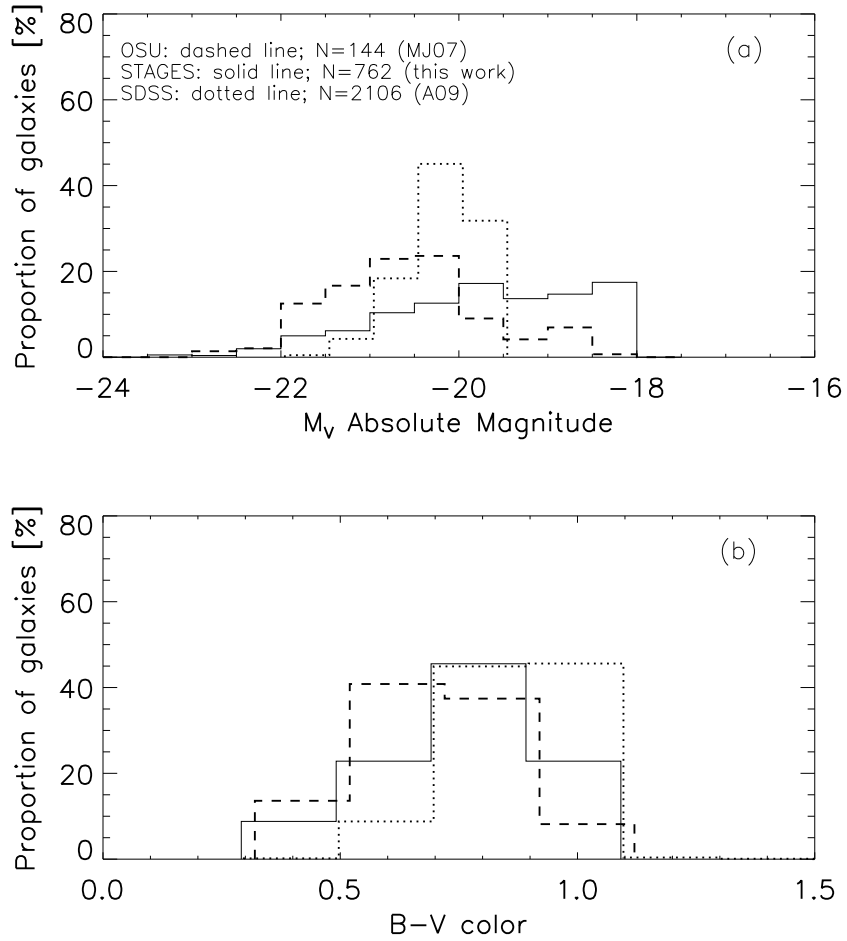 80
60
40
20
0
Proportion of galaxies [%]
OSU: dashed line; N=144 (MJ07)
STAGES: solid line; N=762 (this work)
SDSS: dotted line; N=2106 (A09)
(a)
−24 −22 −20 −18 −16
M_V Absolute Magnitude
80
60
40
20
0
Proportion of galaxies [%]
(b)
0.0 0.5 1.0 1.5
B−V color